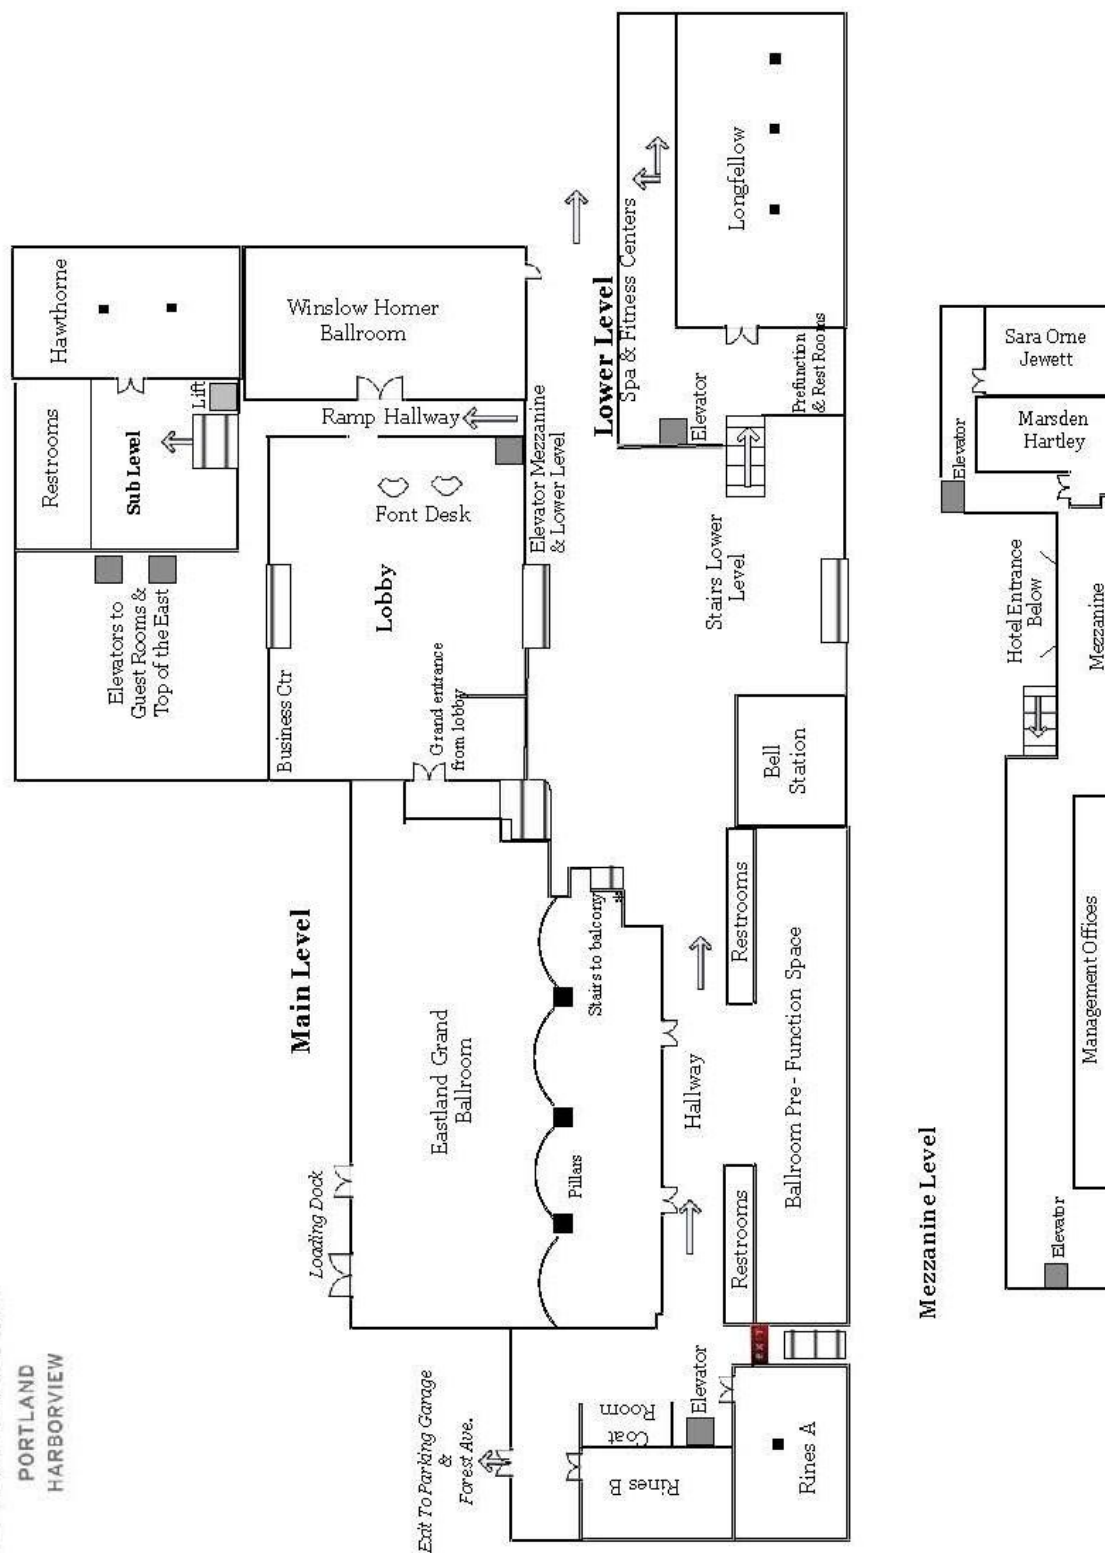 PORTLAND
HARBORVIEW
Main Level
Loading Dock
Exit To Parking Garage
&
Forest Ave.
Eastland Grand
Ballroom
Pillars
Stairs to balcony
Hallway
Restrooms
Restrooms
Ballroom Pre- Function Space
Bell
Station
exit
Elevator
Coat
Room
Rines B
Rines A
Elevators to
Guest Rooms &
Top of the East
Restrooms
Sub Level
Lift
Hawthorne
Winslow Homer
Ballroom
Ramp Hallway
Business Ctr
Lobby
Font Desk
Grand entrance
from lobby
Elevator Mezzanine
& Lower Level
Stairs Lower
Level
Lower Level
Spa & Fitness Centers
Elevator
Prefunction
& Rest Rooms
Longfellow
Mezzanine Level
Elevator
Management Offices
Hotel Entrance
Below
Mezzanine
Elevator
Marsden
Hartley
Sara Orne
Jewett